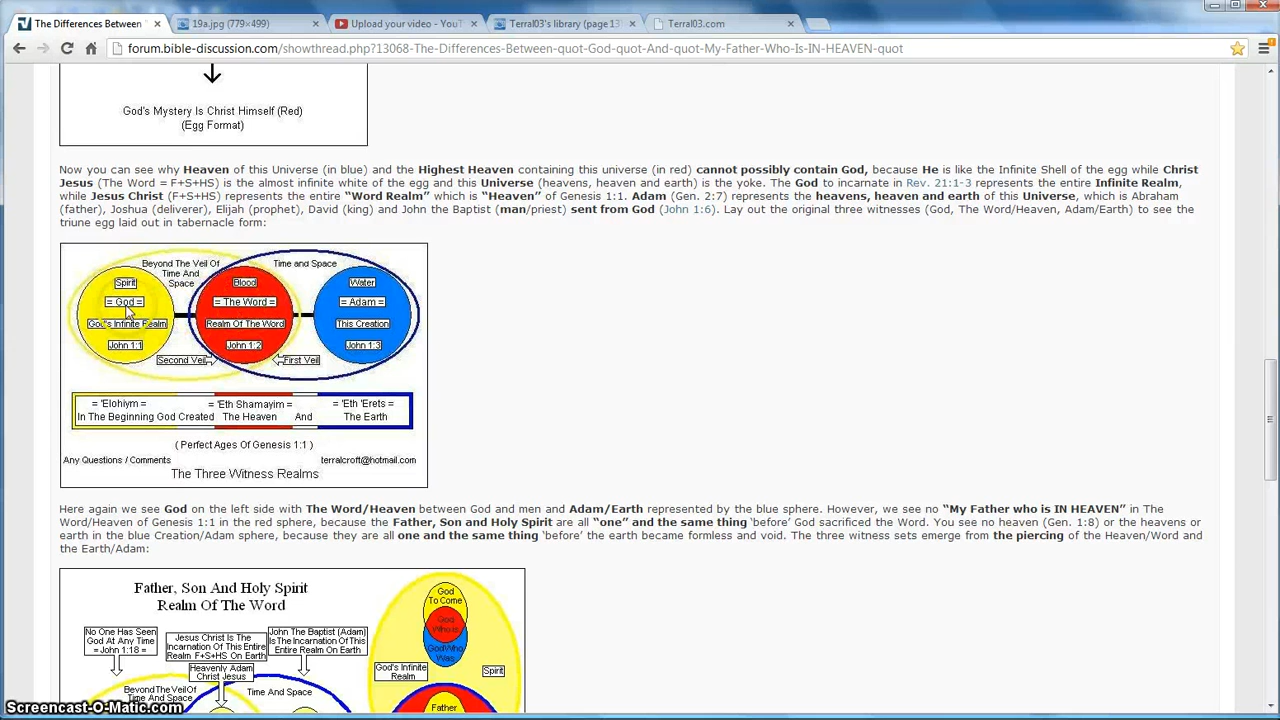 The Differences Between '
19a.jpg (779×499)
Upload your video - YouT
Terral03's library (page 13
Terral03.com
forum.bible-discussion.com/showthread.php?13068-The-Differences-Between-quot-God-quot-And-quot-My-Father-Who-Is-IN-HEAVEN-quot
God's Mystery Is Christ Himself (Red)
(Egg Format)
Now you can see why Heaven of this Universe (in blue) and the Highest Heaven containing this universe (in red) cannot possibly contain God, because He is like the Infinite Shell of the egg while Christ
Jesus (The Word = F+S+HS) is the almost infinite white of the egg and this Universe (heavens, heaven and earth) is the yoke. The God to incarnate in Rev. 21:1-3 represents the entire Infinite Realm,
while Jesus Christ (F+S+HS) represents the entire “Word Realm” which is “Heaven” of Genesis 1:1. Adam (Gen. 2:7) represents the heavens, heaven and earth of this Universe, which is Abraham
(father), Joshua (deliverer), Elijah (prophet), David (king) and John the Baptist (man/priest) sent from God (John 1:6). Lay out the original three witnesses (God, The Word/Heaven, Adam/Earth) to see the
triune egg laid out in tabernacle form:
Beyond The Veil Of
Time And
Space
Time and Space
Spirit
Blood
Water
= God =
= The Word =
= Adam =
God's Infinite Realm
Realm Of The Word
This Creation
John 1:1
John 1:2
John 1:3
Second Veil
First Veil
= 'Elohiym =
= 'Eth Shamayim =
= 'Eth 'Erets =
In The Beginning God Created
The Heaven
And
The Earth
( Perfect Ages Of Genesis 1:1 )
Any Questions / Comments
terralcroft@hotmail.com
The Three Witness Realms
Here again we see God on the left side with The Word/Heaven between God and men and Adam/Earth represented by the blue sphere. However, we see no “My Father who is IN HEAVEN” in The
Word/Heaven of Genesis 1:1 in the red sphere, because the Father, Son and Holy Spirit are all “one” and the same thing ‘before’ God sacrificed the Word. You see no heaven (Gen. 1:8) or the heavens or
earth in the blue Creation/Adam sphere, because they are all one and the same thing ‘before’ the earth became formless and void. The three witness sets emerge from the piercing of the Heaven/Word and
the Earth/Adam:
Father, Son And Holy Spirit
Realm Of The Word
No One Has Seen
God At Any Time
= John 1:18 =
Jesus Christ Is The
Incarnation Of This Entire
Realm F+S+HS On Earth
John The Baptist (Adam)
Is The Incarnation Of This
Entire Realm On Earth
Heavenly Adam
Christ Jesus
Beyond The Veil Of
Time And Space
Time And Space
God
To Come
God
Who Is
God Who
Was
God's Infinite
Realm
Spirit
Father
Screencast-O-Matic.com